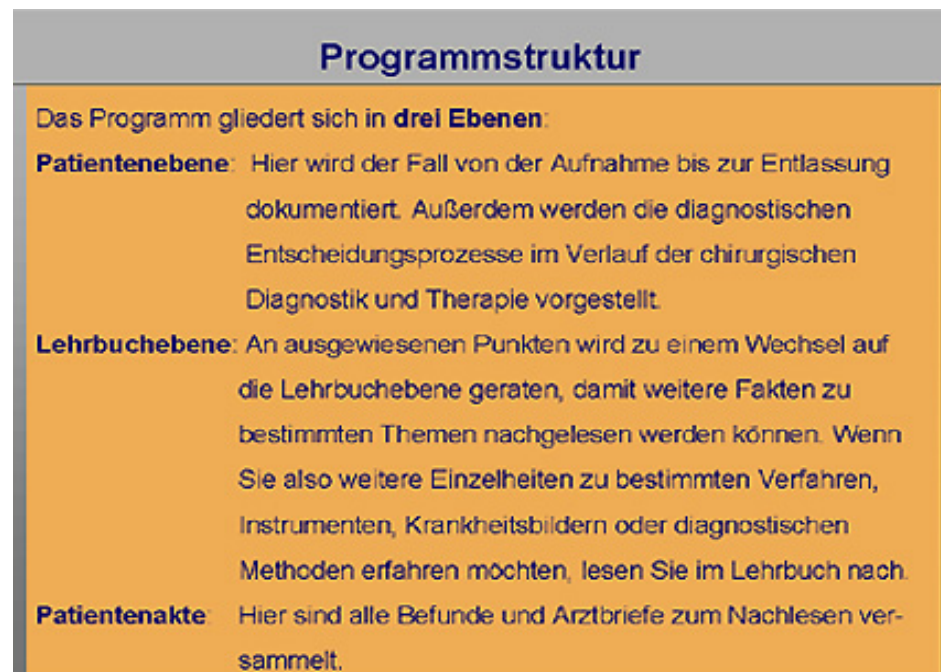 Programmstruktur
Das Programm gliedert sich in drei Ebenen:
Patientenebene: Hier wird der Fall von der Aufnahme bis zur Entlassung
dokumentiert. Außerdem werden die diagnostischen
Entscheidungsprozesse im Verlauf der chirurgischen
Diagnostik und Therapie vorgestellt.
Lehrbuchebene: An ausgewiesenen Punkten wird zu einem Wechsel auf
die Lehrbuchebene geraten, damit weitere Fakten zu
bestimmten Themen nachgelesen werden können. Wenn
Sie also weitere Einzelheiten zu bestimmten Verfahren,
Instrumenten, Krankheitsbildern oder diagnostischen
Methoden erfahren möchten, lesen Sie im Lehrbuch nach.
Patientenakte: Hier sind alle Befunde und Arztbriefe zum Nachlesen ver-
sammelt.